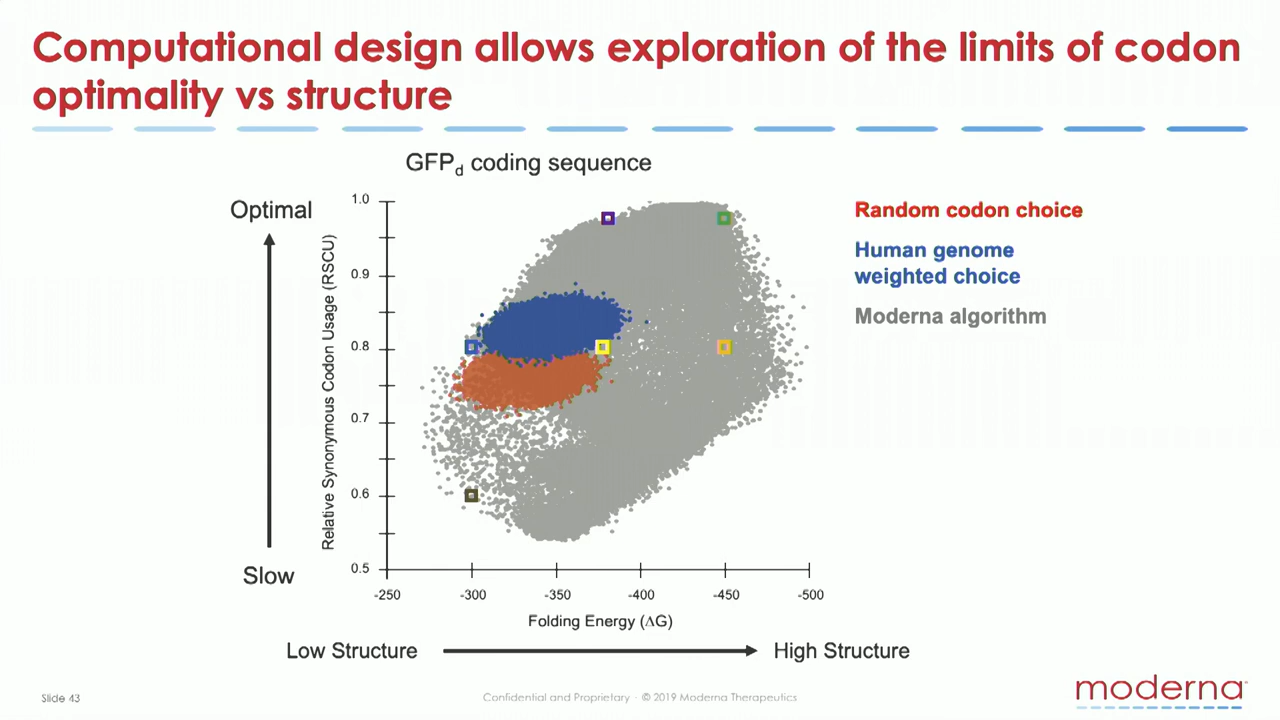 Computational design allows exploration of the limits of codon
optimality vs structure
GFPd coding sequence
Optimal
Slow
Relative Synonymous Codon Usage (RSCU)
1.0
0.9
0.8
0.7
0.6
0.5
-250
-300
-350
-400
-450
-500
Folding Energy (ΔG)
Low Structure
High Structure
Random codon choice
Human genome
weighted choice
Moderna algorithm
Slide 43
Confidential and Proprietary · © 2019 Moderna Therapeutics
moderna